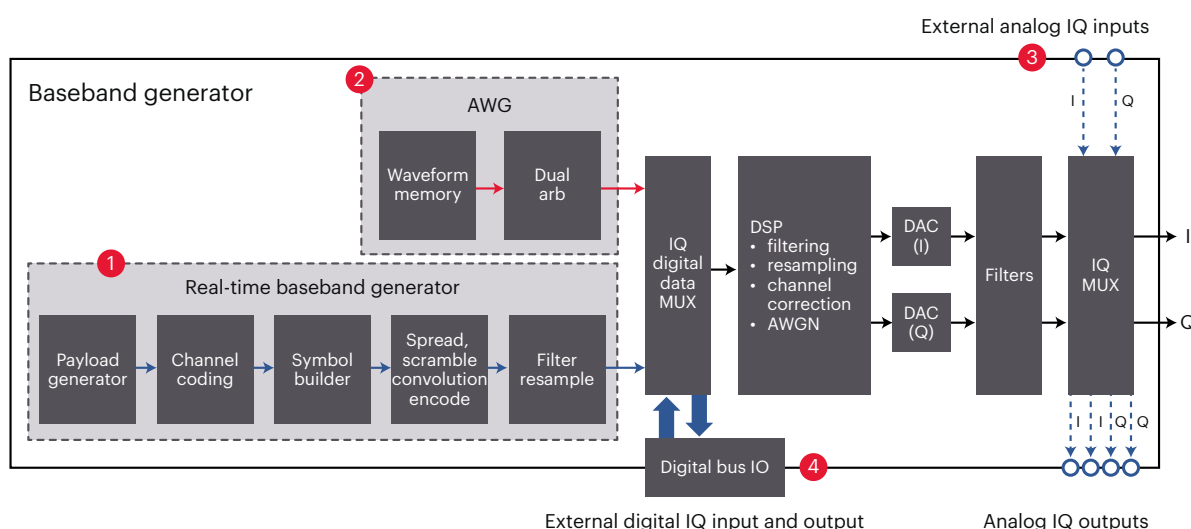 External analog IQ inputs
3
Baseband generator
2
AWG
I
Q
Waveform
memory
Dual
arb
IQ
digital
data
MUX
DSP
• filtering
• resampling
• channel
correction
• AWGN
DAC
(I)
DAC
(Q)
Filters
IQ
MUX
I
Q
1
Real-time baseband generator
Payload
generator
Channel
coding
Symbol
builder
Spread,
scramble
convolution
encode
Filter
resample
I
I
Q
Q
Digital bus IO
4
External digital IQ input and output
Analog IQ outputs